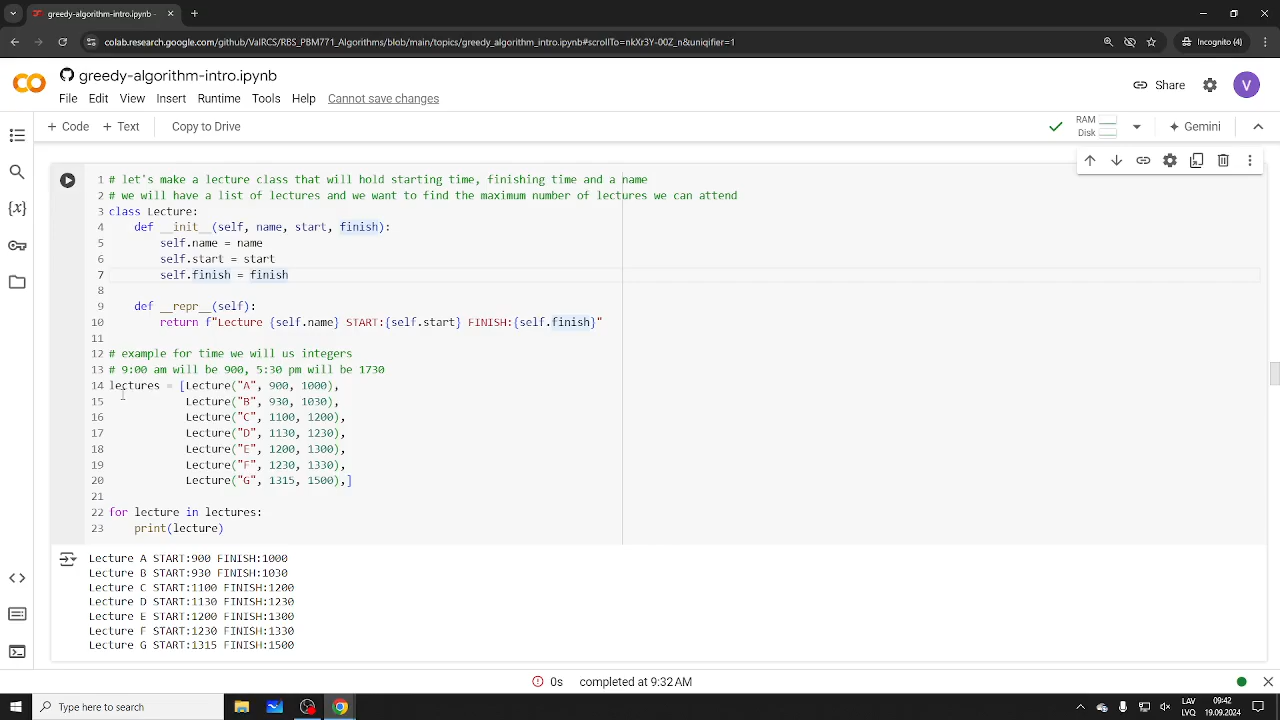 greedy-algorithm-intro.ipynb -
colab.research.google.com/github/ValRCS/RBS_PBM771_Algorithms/blob/main/topics/greedy_algorithm_intro.ipynb#scrollTo=nkXr3Y-00Z_n&uniqifier=1
Incognito (4)
greedy-algorithm-intro.ipynb
File Edit View Insert Runtime Tools Help Cannot save changes
Share
V
+ Code + Text Copy to Drive
RAM
Disk
Gemini
1 # let's make a lecture class that will hold starting time, finishing time and a name
2 # we will have a list of lectures and we want to find the maximum number of lectures we can attend
3 class Lecture:
4 def __init__(self, name, start, finish):
5 self.name = name
6 self.start = start
7 self.finish = finish
8
9 def __repr__(self):
10 return f"Lecture {self.name} START:{self.start} FINISH:{self.finish}"
11
12 # example for time we will us integers
13 # 9:00 am will be 900, 5:30 pm will be 1730
14 lectures = [Lecture("A", 900, 1000),
15 Lecture("B", 930, 1030),
16 Lecture("C", 1100, 1200),
17 Lecture("D", 1130, 1230),
18 Lecture("E", 1200, 1300),
19 Lecture("F", 1230, 1330),
20 Lecture("G", 1315, 1500),]
21
22 for lecture in lectures:
23 print(lecture)
Lecture A START:900 FINISH:1000
Lecture B START:930 FINISH:1030
Lecture C START:1100 FINISH:1200
Lecture D START:1130 FINISH:1230
Lecture E START:1200 FINISH:1300
Lecture F START:1230 FINISH:1330
Lecture G START:1315 FINISH:1500
0s completed at 9:32 AM
Type here to search
LAV
LVQ
09:42
19.09.2024